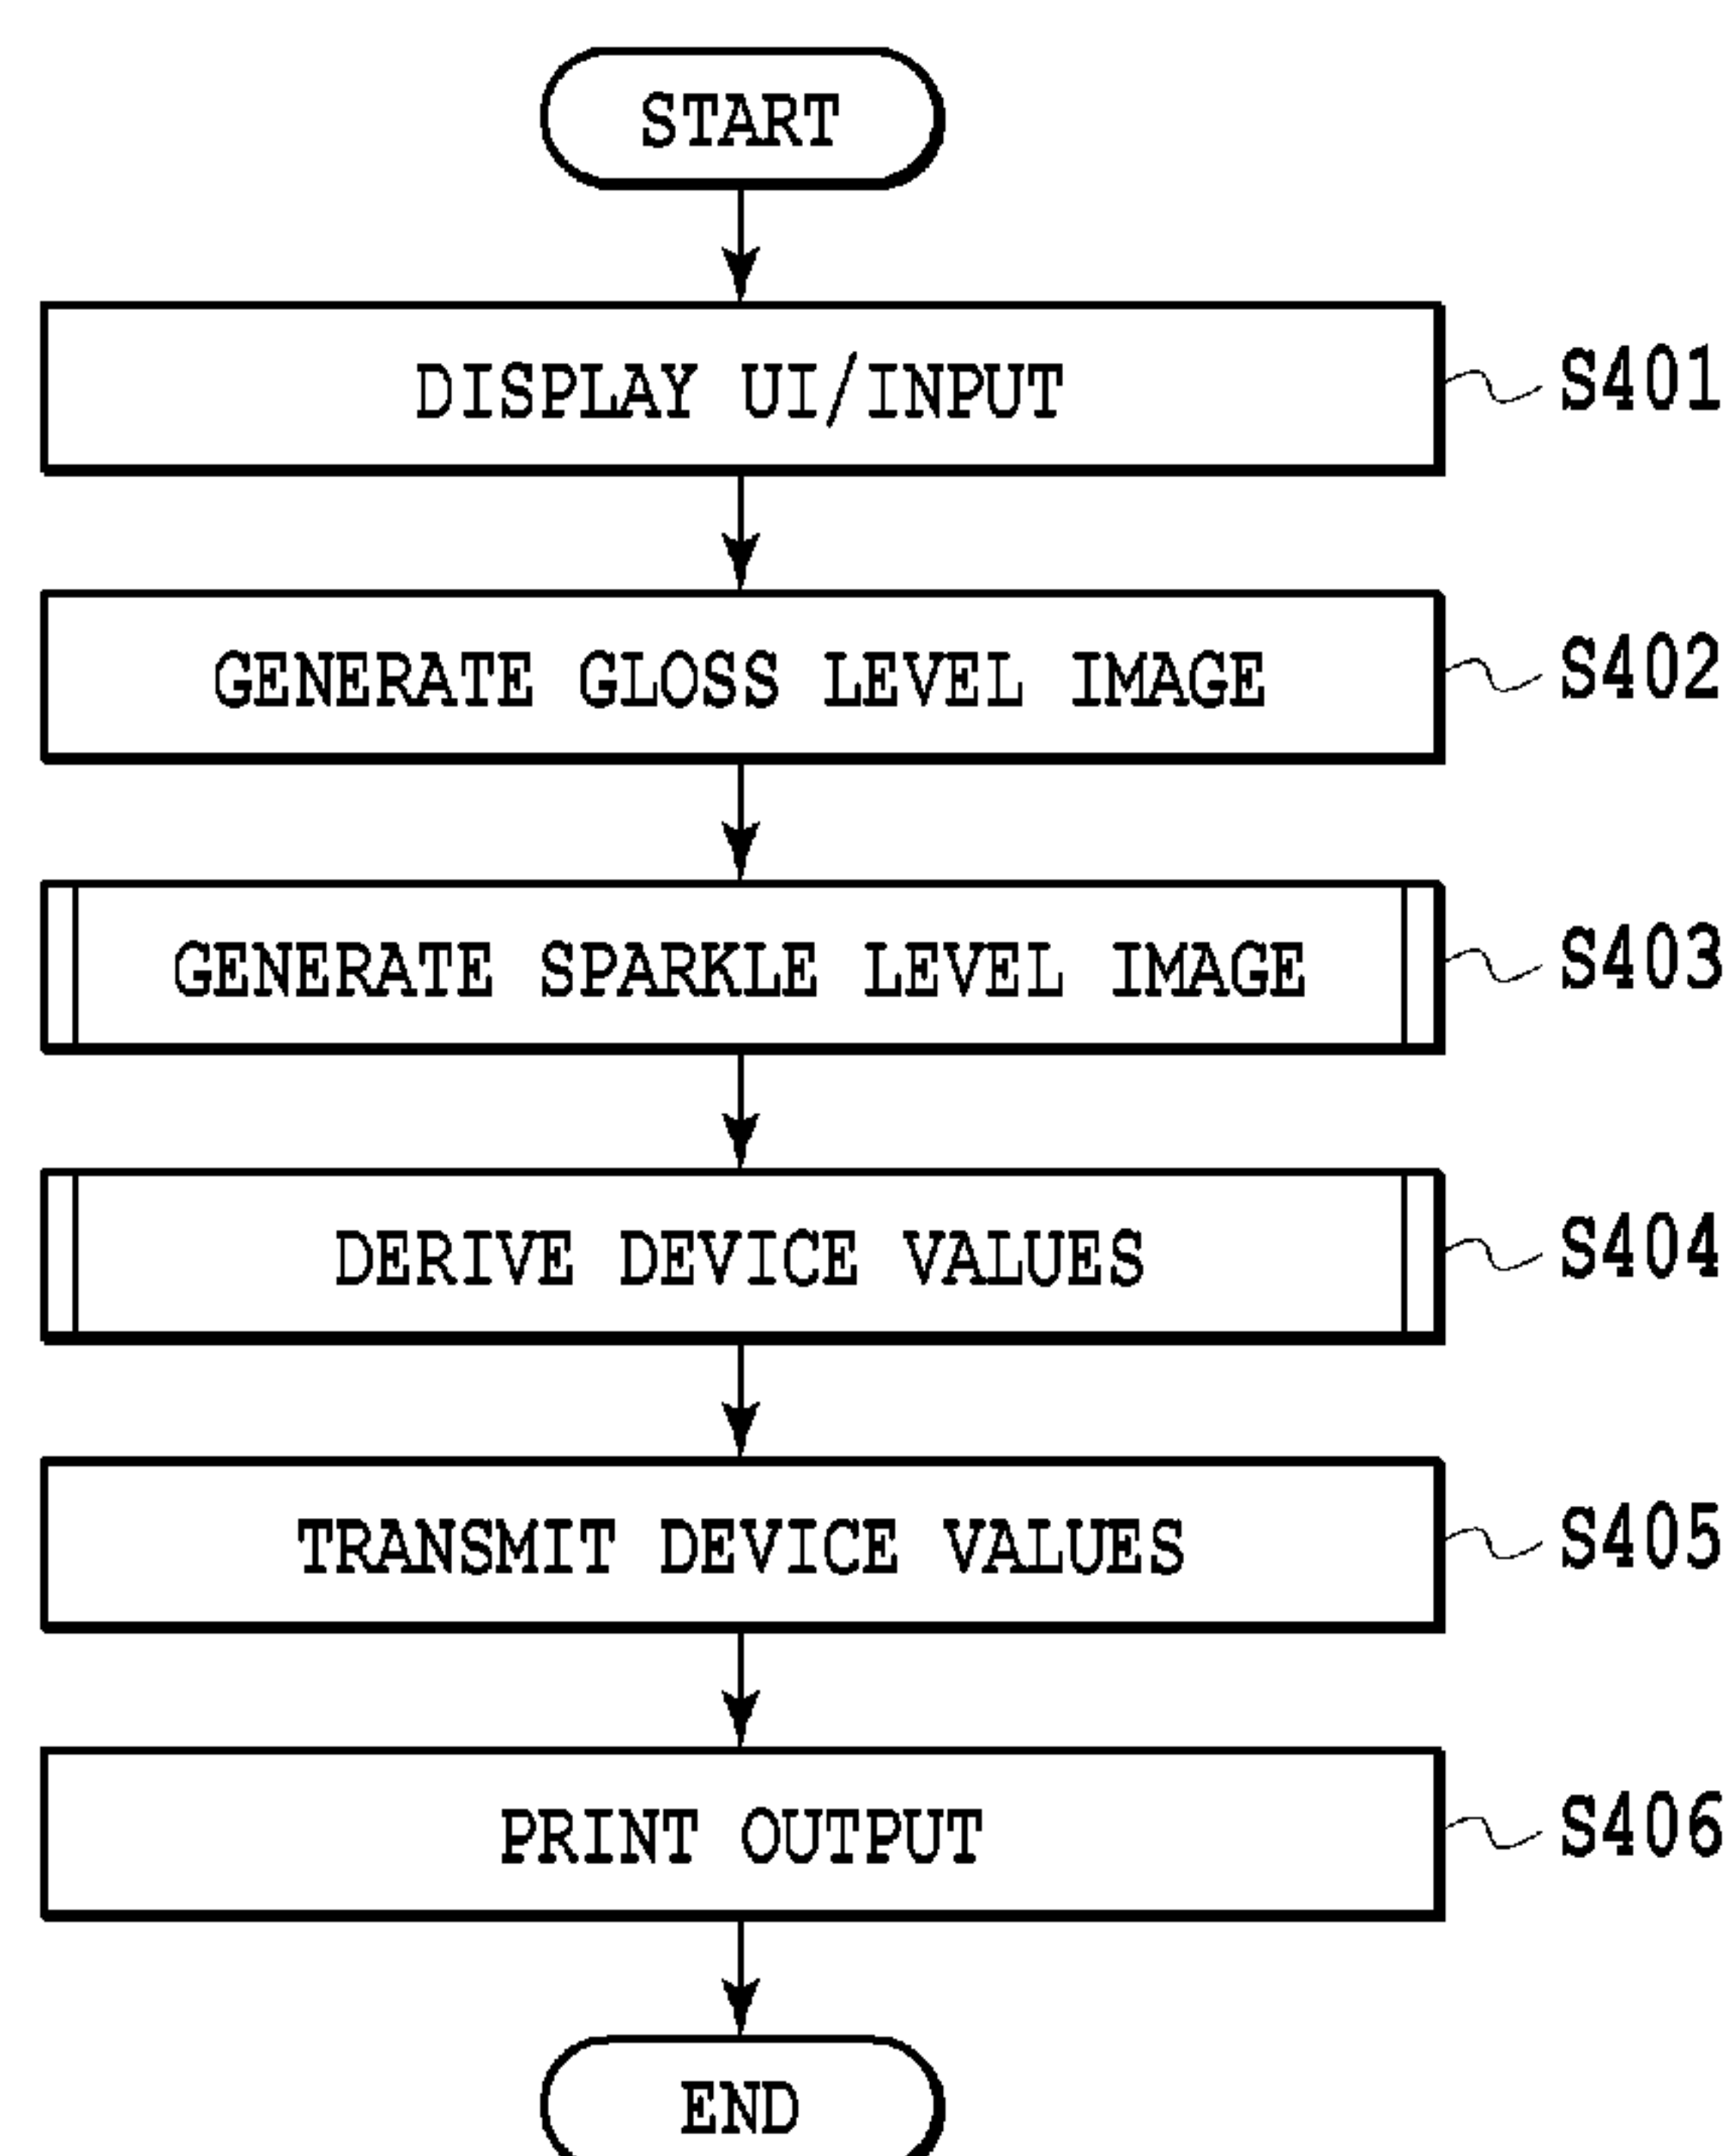 START
DISPLAY UI/INPUT
S401
GENERATE GLOSS LEVEL IMAGE
S402
GENERATE SPARKLE LEVEL IMAGE
S403
DERIVE DEVICE VALUES
S404
TRANSMIT DEVICE VALUES
S405
PRINT OUTPUT
S406
END